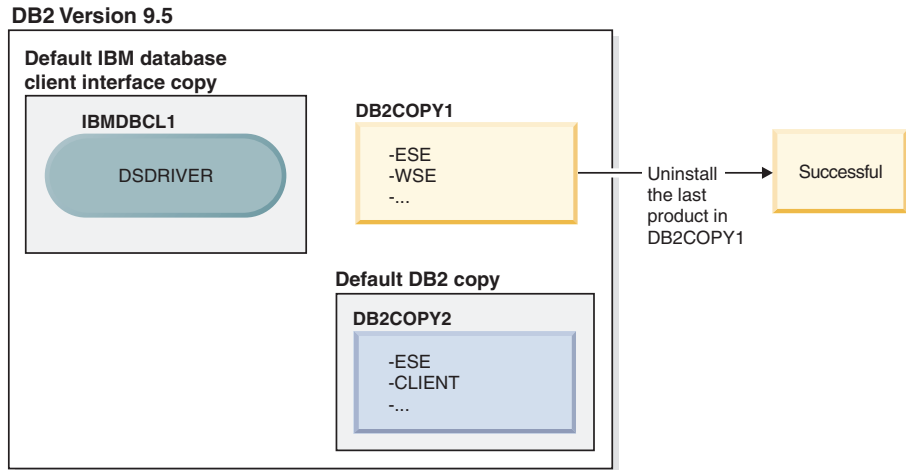 DB2 Version 9.5
Default IBM database
client interface copy
IBMDBCL1
DSDRIVER
DB2COPY1
-ESE
-WSE
-...
Uninstall
the last
product in
DB2COPY1
Successful
Default DB2 copy
DB2COPY2
-ESE
-CLIENT
-...